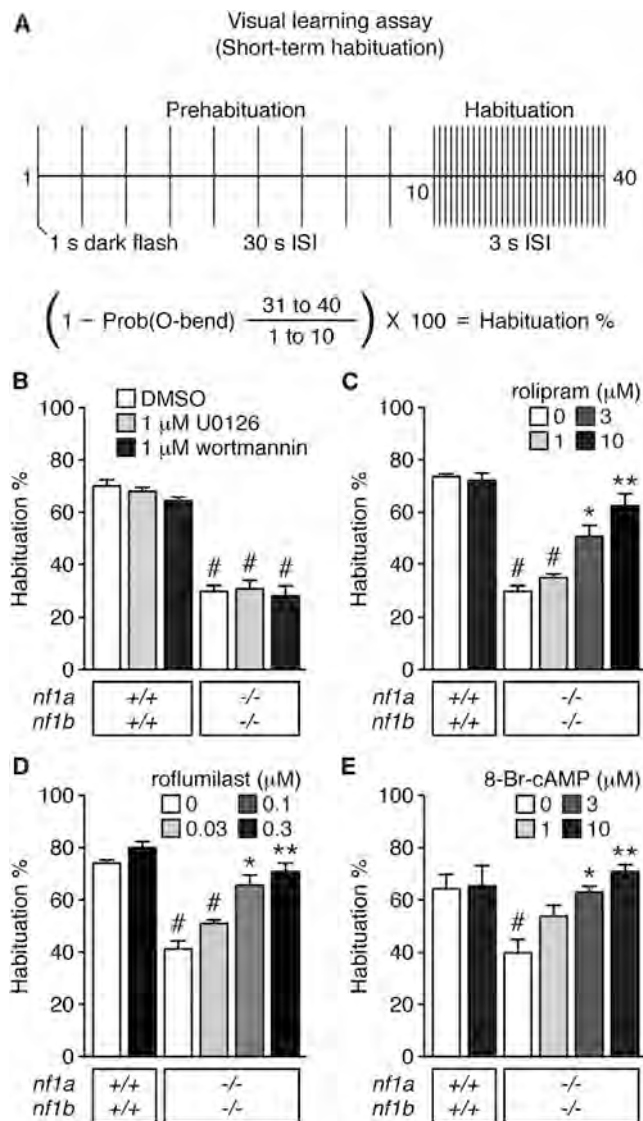 A
Visual learning assay
(Short-term habituation)
Prehabituation Habituation
1 10 40
1 s dark flash 30 s ISI 3 s ISI
(1 − Prob(O-bend) 31 to 40 / 1 to 10) X 100 = Habituation %
B
DMSO
1 µM U0126
1 µM wortmannin
Habituation %
100
80
60
40
20
0
# # #
nf1a +/+ -/-
nf1b +/+ -/-
C
rolipram (µM)
0 3
1 10
Habituation %
100
80
60
40
20
0
# # * **
nf1a +/+ -/-
nf1b +/+ -/-
D
roflumilast (µM)
0 0.1
0.03 0.3
Habituation %
100
80
60
40
20
0
# # * **
nf1a +/+ -/-
nf1b +/+ -/-
E
8-Br-cAMP (µM)
0 3
1 10
Habituation %
100
80
60
40
20
0
# * **
nf1a +/+ -/-
nf1b +/+ -/-